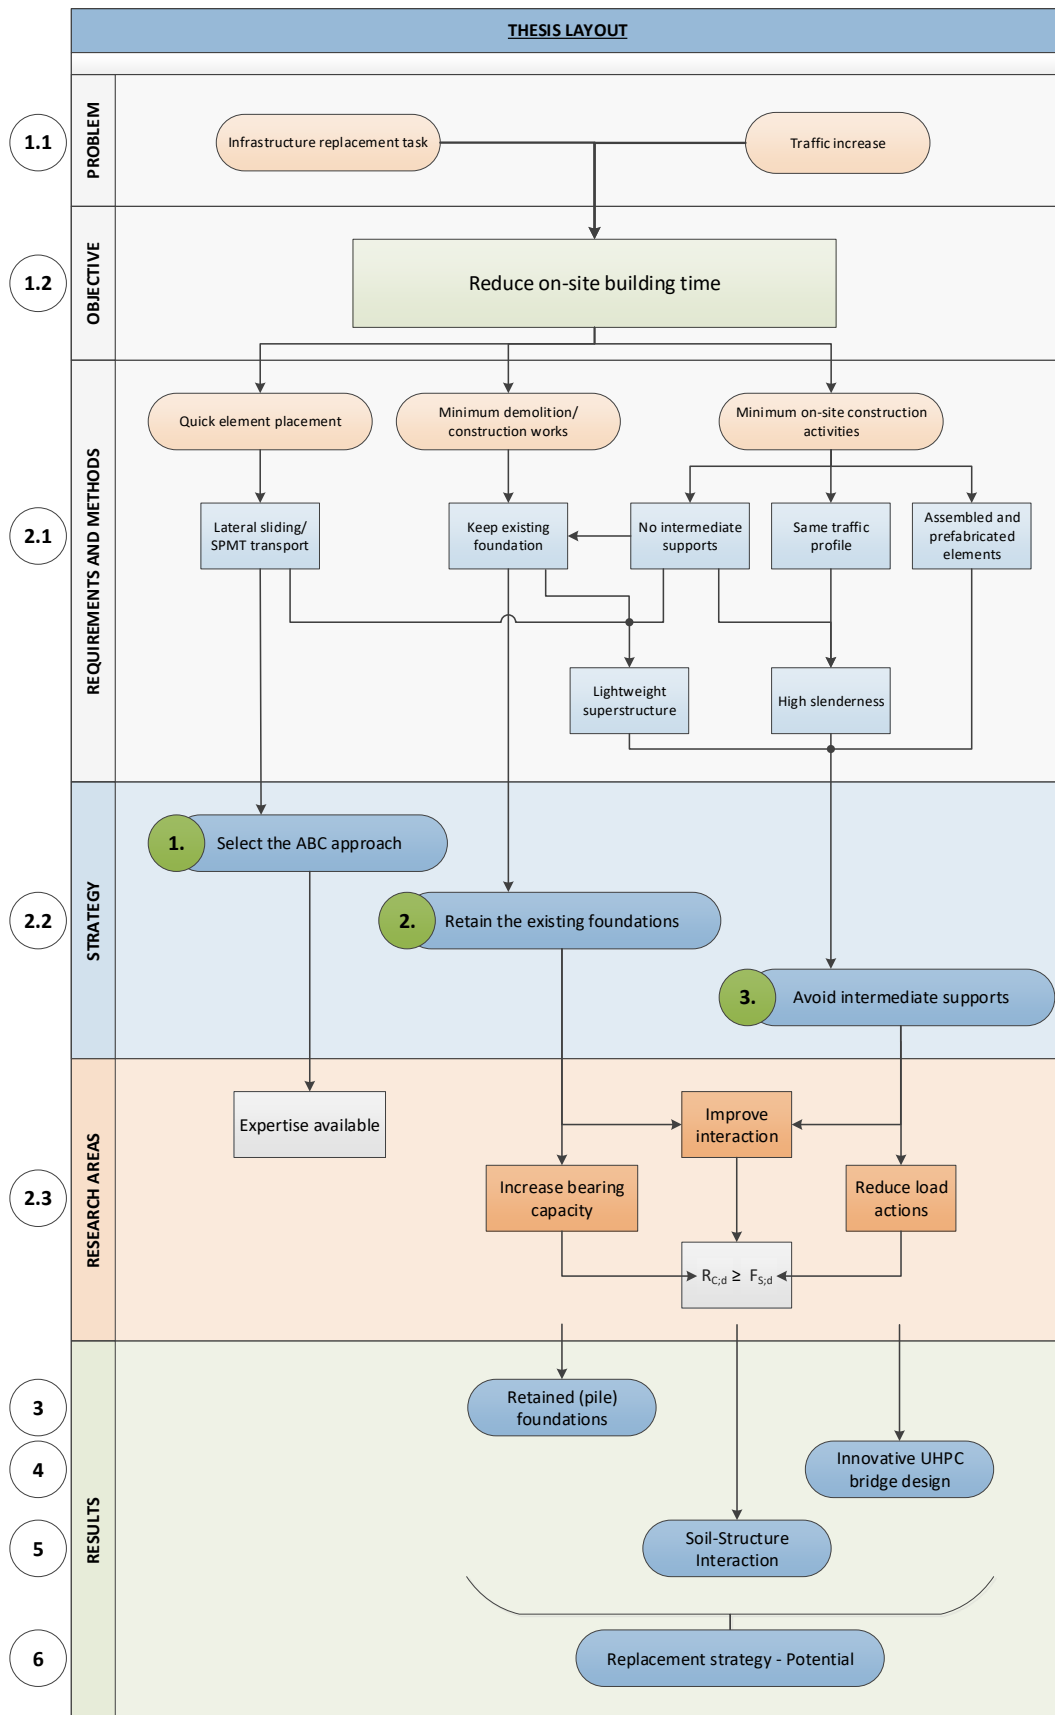 THESIS LAYOUT
1.1
PROBLEM
Infrastructure replacement task
Traffic increase
1.2
OBJECTIVE
Reduce on-site building time
2.1
REQUIREMENTS AND METHODS
Quick element placement
Minimum demolition/
construction works
Minimum on-site construction
activities
Lateral sliding/
SPMT transport
Keep existing
foundation
No intermediate
supports
Same traffic
profile
Assembled and
prefabricated
elements
Lightweight
superstructure
High slenderness
2.2
STRATEGY
1.
Select the ABC approach
2.
Retain the existing foundations
3.
Avoid intermediate supports
2.3
RESEARCH AREAS
Expertise available
Improve
interaction
Increase bearing
capacity
Reduce load
actions
R_C;d ≥ F_S;d
RESULTS
3
Retained (pile)
foundations
4
Innovative UHPC
bridge design
5
Soil-Structure
Interaction
6
Replacement strategy - Potential